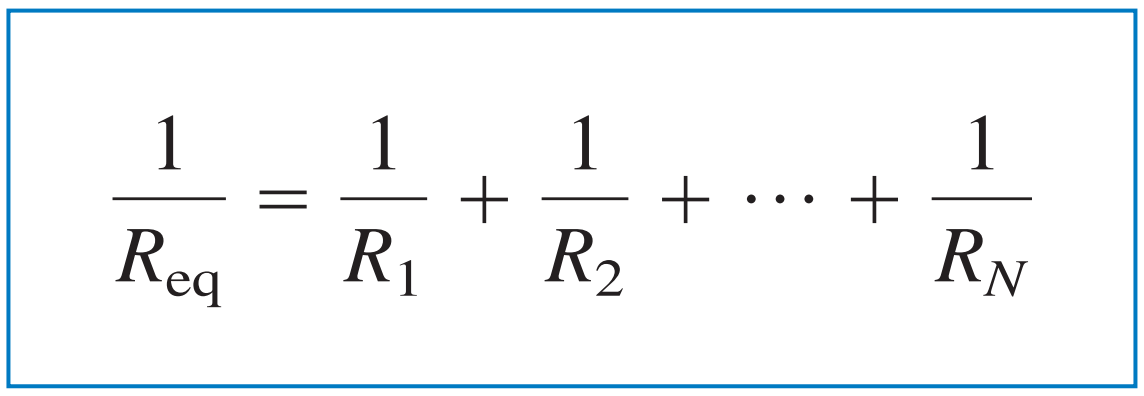 1/R_eq = 1/R_1 + 1/R_2 + ··· + 1/R_N